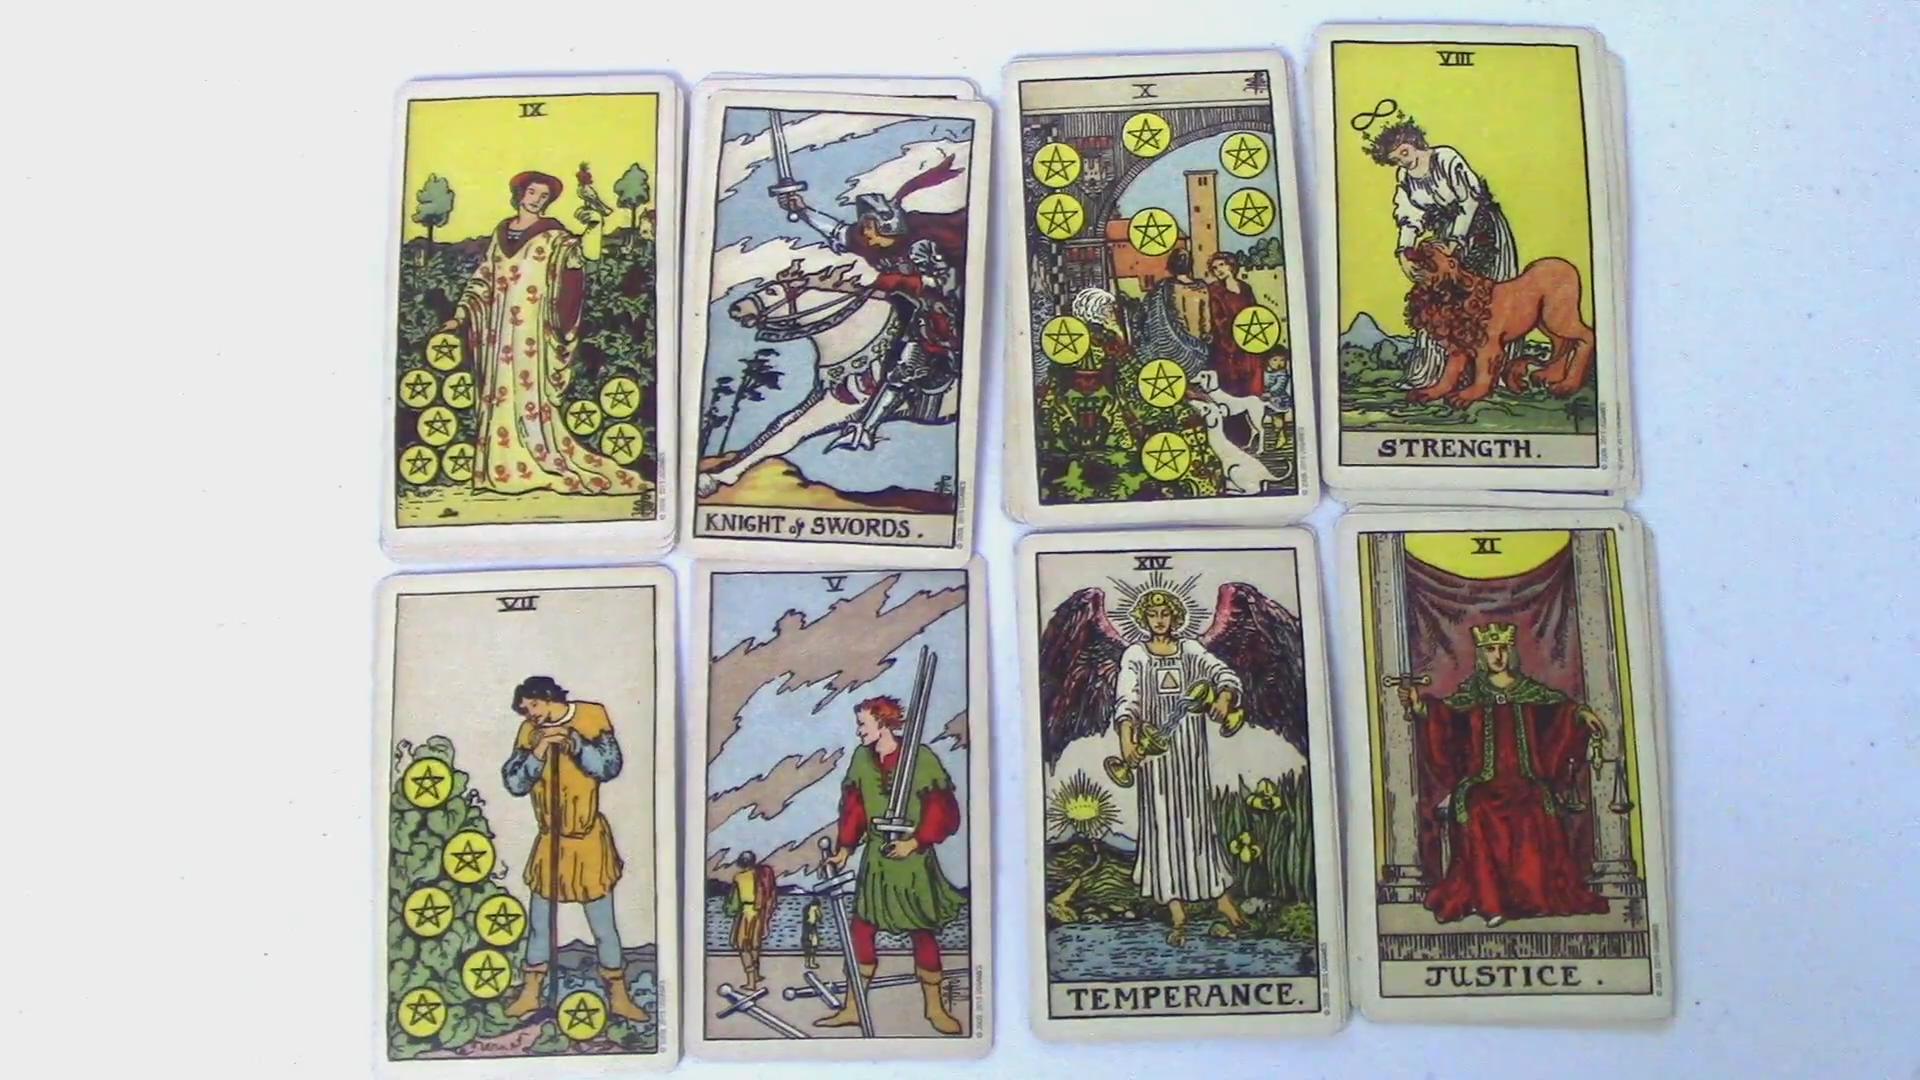 IX
KNIGHT of SWORDS.
X
VIII
STRENGTH.
VII
V
XIV
TEMPERANCE.
XI
JUSTICE.